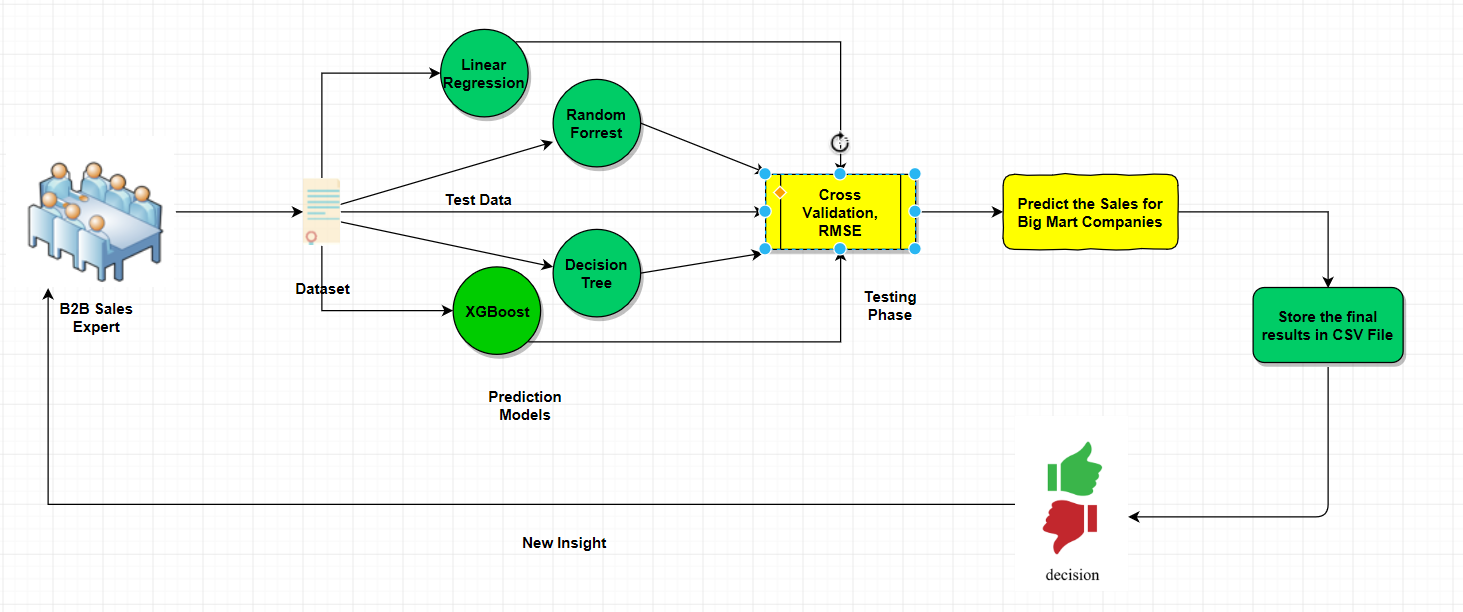 Linear
Regression
Random
Forrest
Test Data
Cross
Validation,
RMSE
Predict the Sales for
Big Mart Companies
Decision
Tree
Dataset
XGBoost
B2B Sales
Expert
Testing
Phase
Store the final
results in CSV File
Prediction
Models
New Insight
decision